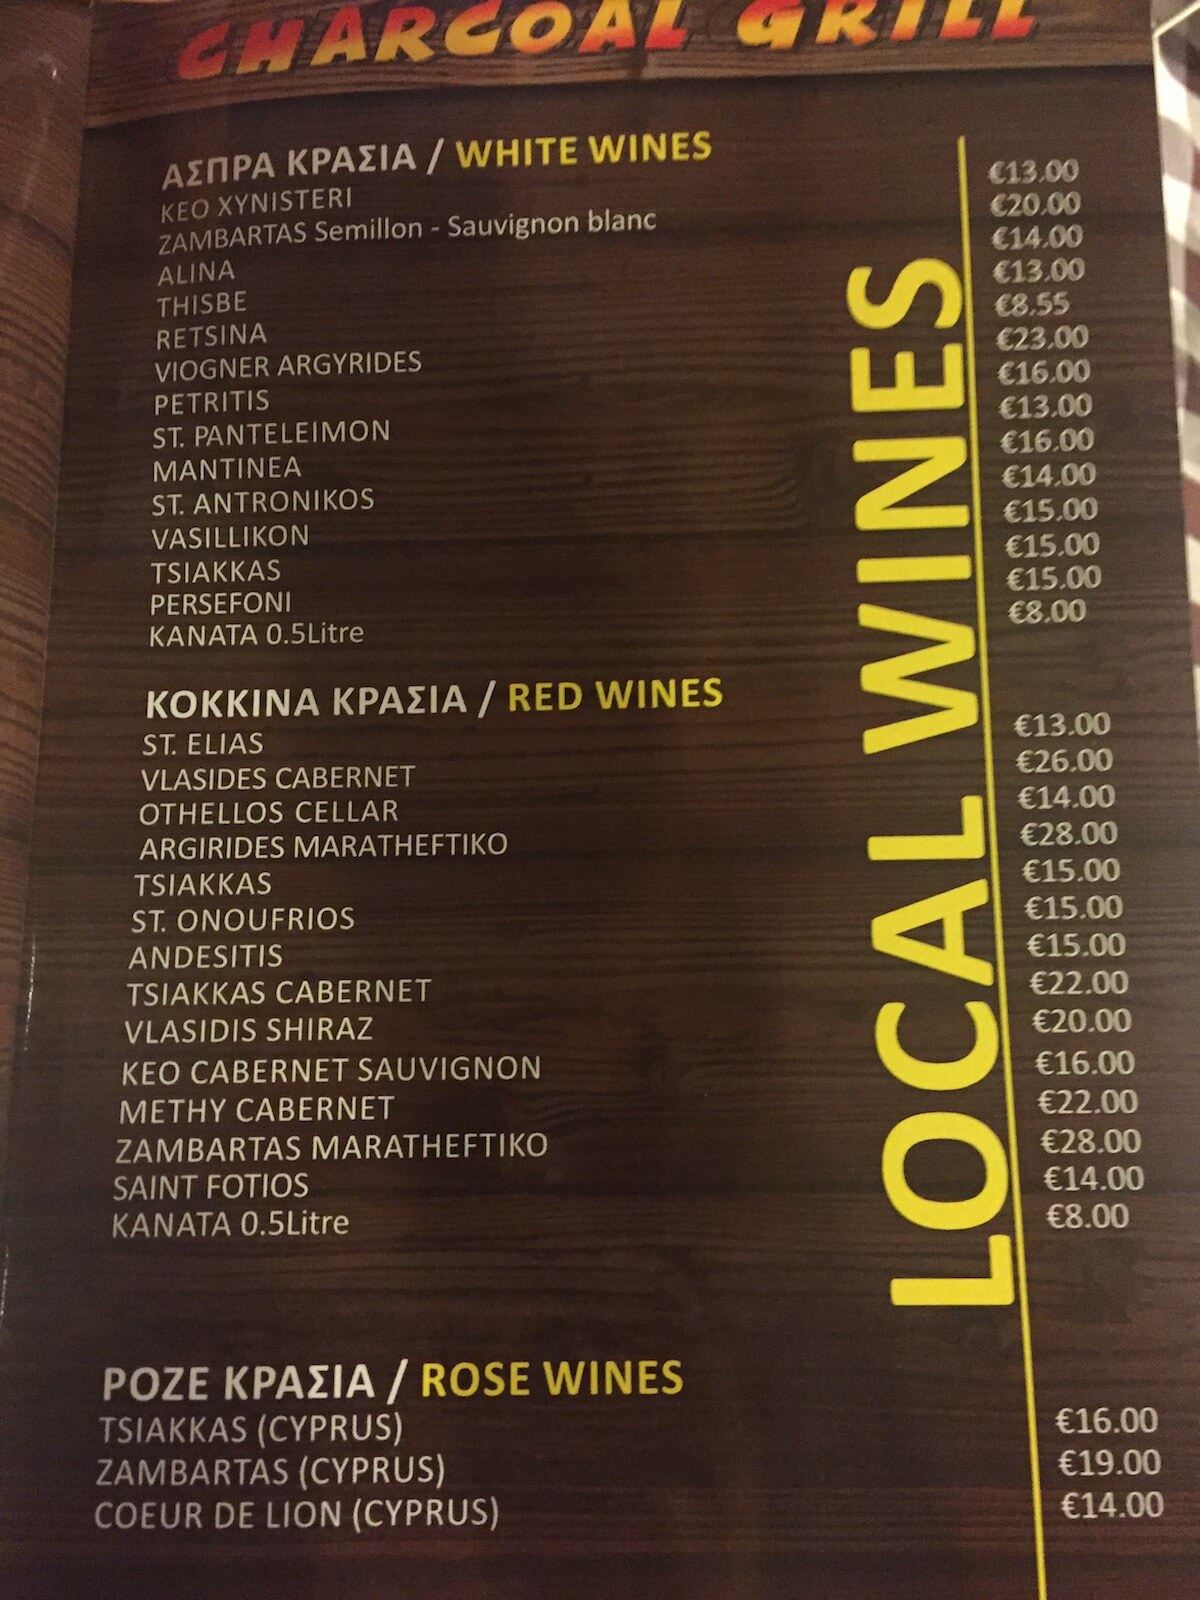 CHARCOAL GRILL
ΑΣΠΡΑ ΚΡΑΣΙΑ / WHITE WINES
KEO XYNISTERI €13.00
ZAMBARTAS Semillon - Sauvignon blanc €20.00
ALINA €14.00
THISBE €13.00
RETSINA €8.55
VIOGNER ARGYRIDES €23.00
PETRITIS €16.00
ST. PANTELEIMON €13.00
MANTINEA €16.00
ST. ANTRONIKOS €14.00
VASILLIKON €15.00
TSIAKKAS €15.00
PERSEFONI €15.00
KANATA 0.5Litre €8.00
ΚΟΚΚΙΝΑ ΚΡΑΣΙΑ / RED WINES
ST. ELIAS €13.00
VLASIDES CABERNET €26.00
OTHELLOS CELLAR €14.00
ARGIRIDES MARATHEFTIKO €28.00
TSIAKKAS €15.00
ST. ONOUFRIOS €15.00
ANDESITIS €15.00
TSIAKKAS CABERNET €22.00
VLASIDIS SHIRAZ €20.00
KEO CABERNET SAUVIGNON €16.00
METHY CABERNET €22.00
ZAMBARTAS MARATHEFTIKO €28.00
SAINT FOTIOS €14.00
KANATA 0.5Litre €8.00
ΡΟΖΕ ΚΡΑΣΙΑ / ROSE WINES
TSIAKKAS (CYPRUS) €16.00
ZAMBARTAS (CYPRUS) €19.00
COEUR DE LION (CYPRUS) €14.00
LOCAL WINES